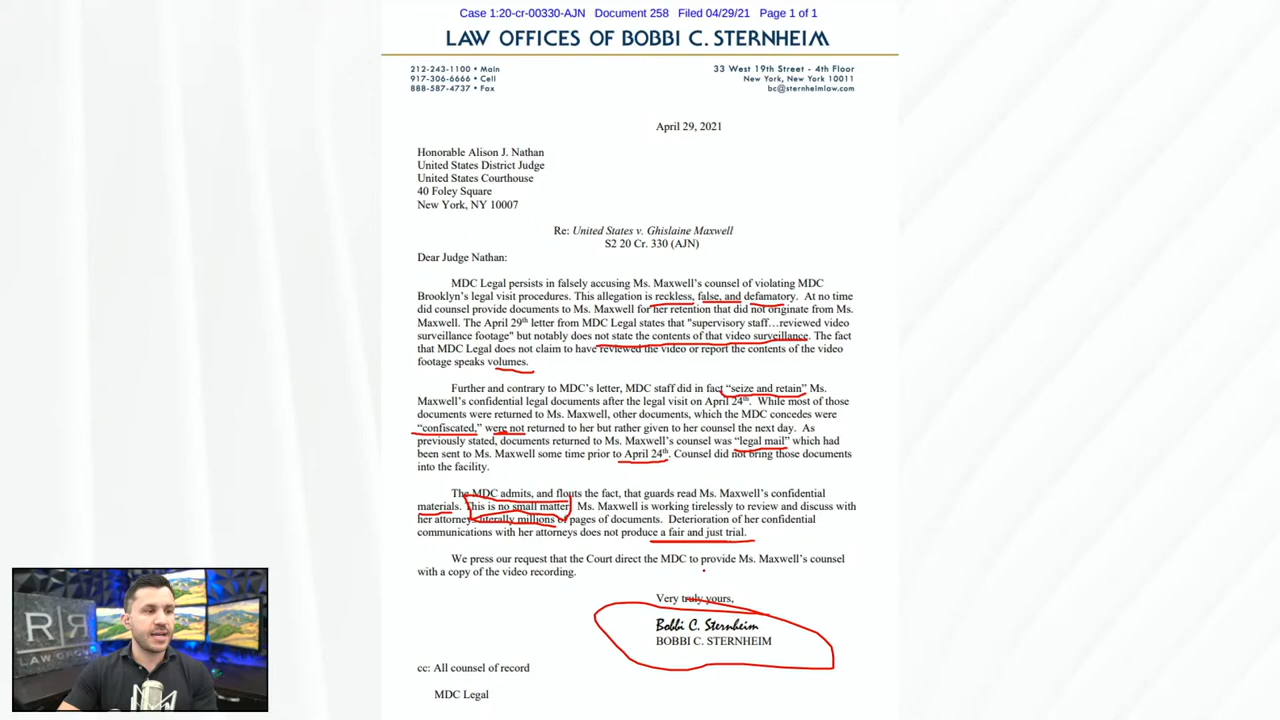 Case 1:20-cr-00330-AJN Document 258 Filed 04/29/21 Page 1 of 1
LAW OFFICES OF BOBBI C. STERNHEIM
212-243-1100 • Main
917-306-6666 • Cell
888-587-4737 • Fax
33 West 19th Street - 4th Floor
New York, New York 10011
bc@sternheimlaw.com
April 29, 2021
Honorable Alison J. Nathan
United States District Judge
United States Courthouse
40 Foley Square
New York, NY 10007
Re: United States v. Ghislaine Maxwell
S2 20 Cr. 330 (AJN)
Dear Judge Nathan:
MDC Legal persists in falsely accusing Ms. Maxwell's counsel of violating MDC
Brooklyn's legal visit procedures. This allegation is reckless, false, and defamatory. At no time
did counsel provide documents to Ms. Maxwell for her retention that did not originate from Ms.
Maxwell. The April 29th letter from MDC Legal states that "supervisory staff…reviewed video
surveillance footage" but notably does not state the contents of that video surveillance. The fact
that MDC Legal does not claim to have reviewed the video or report the contents of the video
footage speaks volumes.
Further and contrary to MDC's letter, MDC staff did in fact "seize and retain" Ms.
Maxwell's confidential legal documents after the legal visit on April 24th. While most of those
documents were returned to Ms. Maxwell, other documents, which the MDC concedes were
"confiscated," were not returned to her but rather given to her counsel the next day. As
previously stated, documents returned to Ms. Maxwell's counsel was "legal mail" which had
been sent to Ms. Maxwell some time prior to April 24th. Counsel did not bring those documents
into the facility.
The MDC admits, and flouts the fact, that guards read Ms. Maxwell's confidential
materials. This is no small matter. Ms. Maxwell is working tirelessly to review and discuss with
her attorneys literally millions of pages of documents. Deterioration of her confidential
communications with her attorneys does not produce a fair and just trial.
We press our request that the Court direct the MDC to provide Ms. Maxwell's counsel
with a copy of the video recording.
Very truly yours,
Bobbi C. Sternheim
BOBBI C. STERNHEIM
cc: All counsel of record
MDC Legal
R|R
LAW GROUP